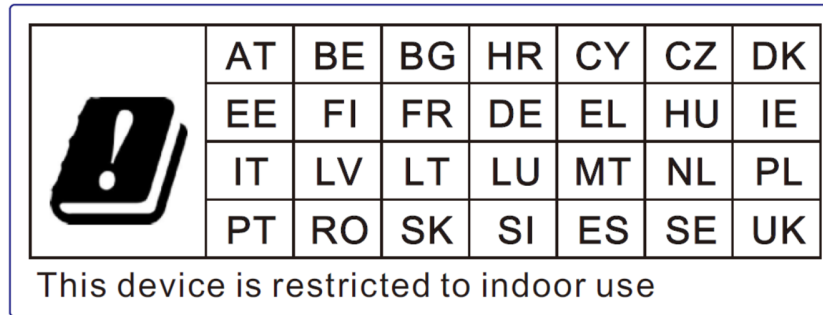 AT BE BG HR CY CZ DK
EE FI FR DE EL HU IE
IT LV LT LU MT NL PL
PT RO SK SI ES SE UK
This device is restricted to indoor use